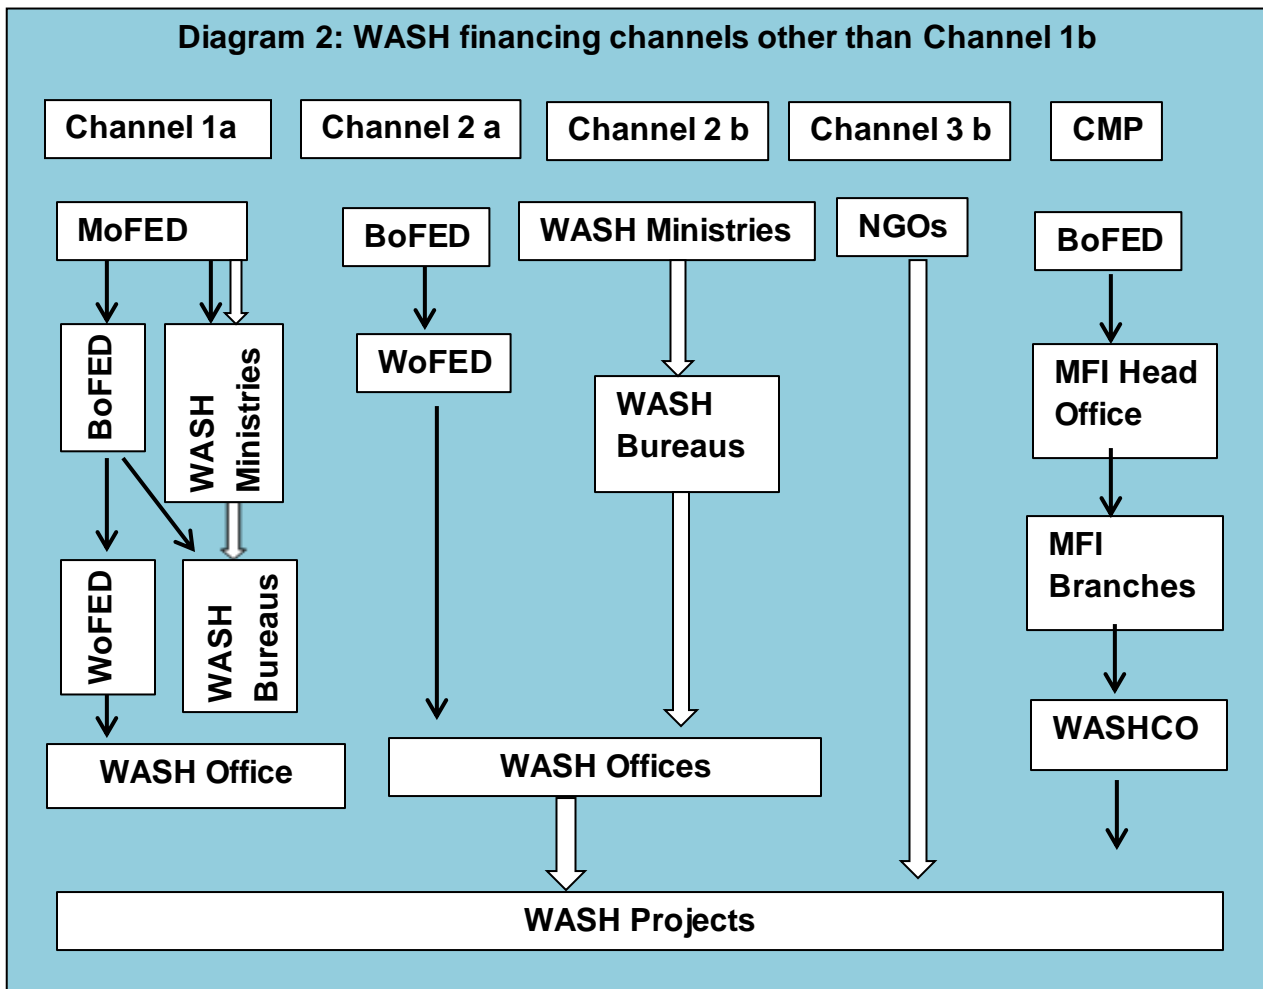 Diagram 2: WASH financing channels other than Channel 1b
Channel 1a
Channel 2 a
Channel 2 b
Channel 3 b
CMP
MoFED
BoFED
WASH Ministries
NGOs
BoFED
BoFED
WASH
Ministries
WoFED
WASH
Bureaus
MFI Head
Office
WoFED
WASH
Bureaus
MFI
Branches
WASHCO
WASH Office
WASH Offices
WASH Projects